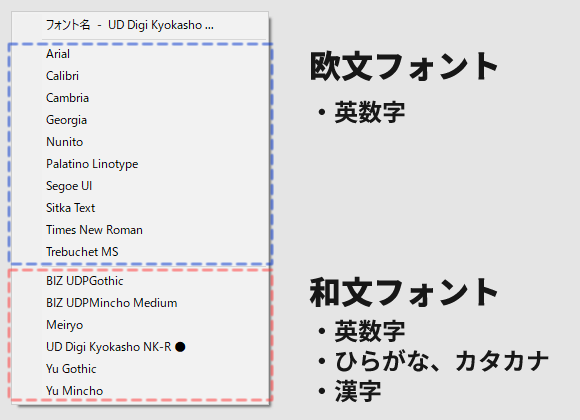 フォント名 - UD Digi Kyokasho ...
Arial
Calibri
Cambria
Georgia
Nunito
Palatino Linotype
Segoe UI
Sitka Text
Times New Roman
Trebuchet MS
BIZ UDPGothic
BIZ UDPMincho Medium
Meiryo
UD Digi Kyokasho NK-R ●
Yu Gothic
Yu Mincho
欧文フォント
・英数字
和文フォント
・英数字
・ひらがな、カタカナ
・漢字